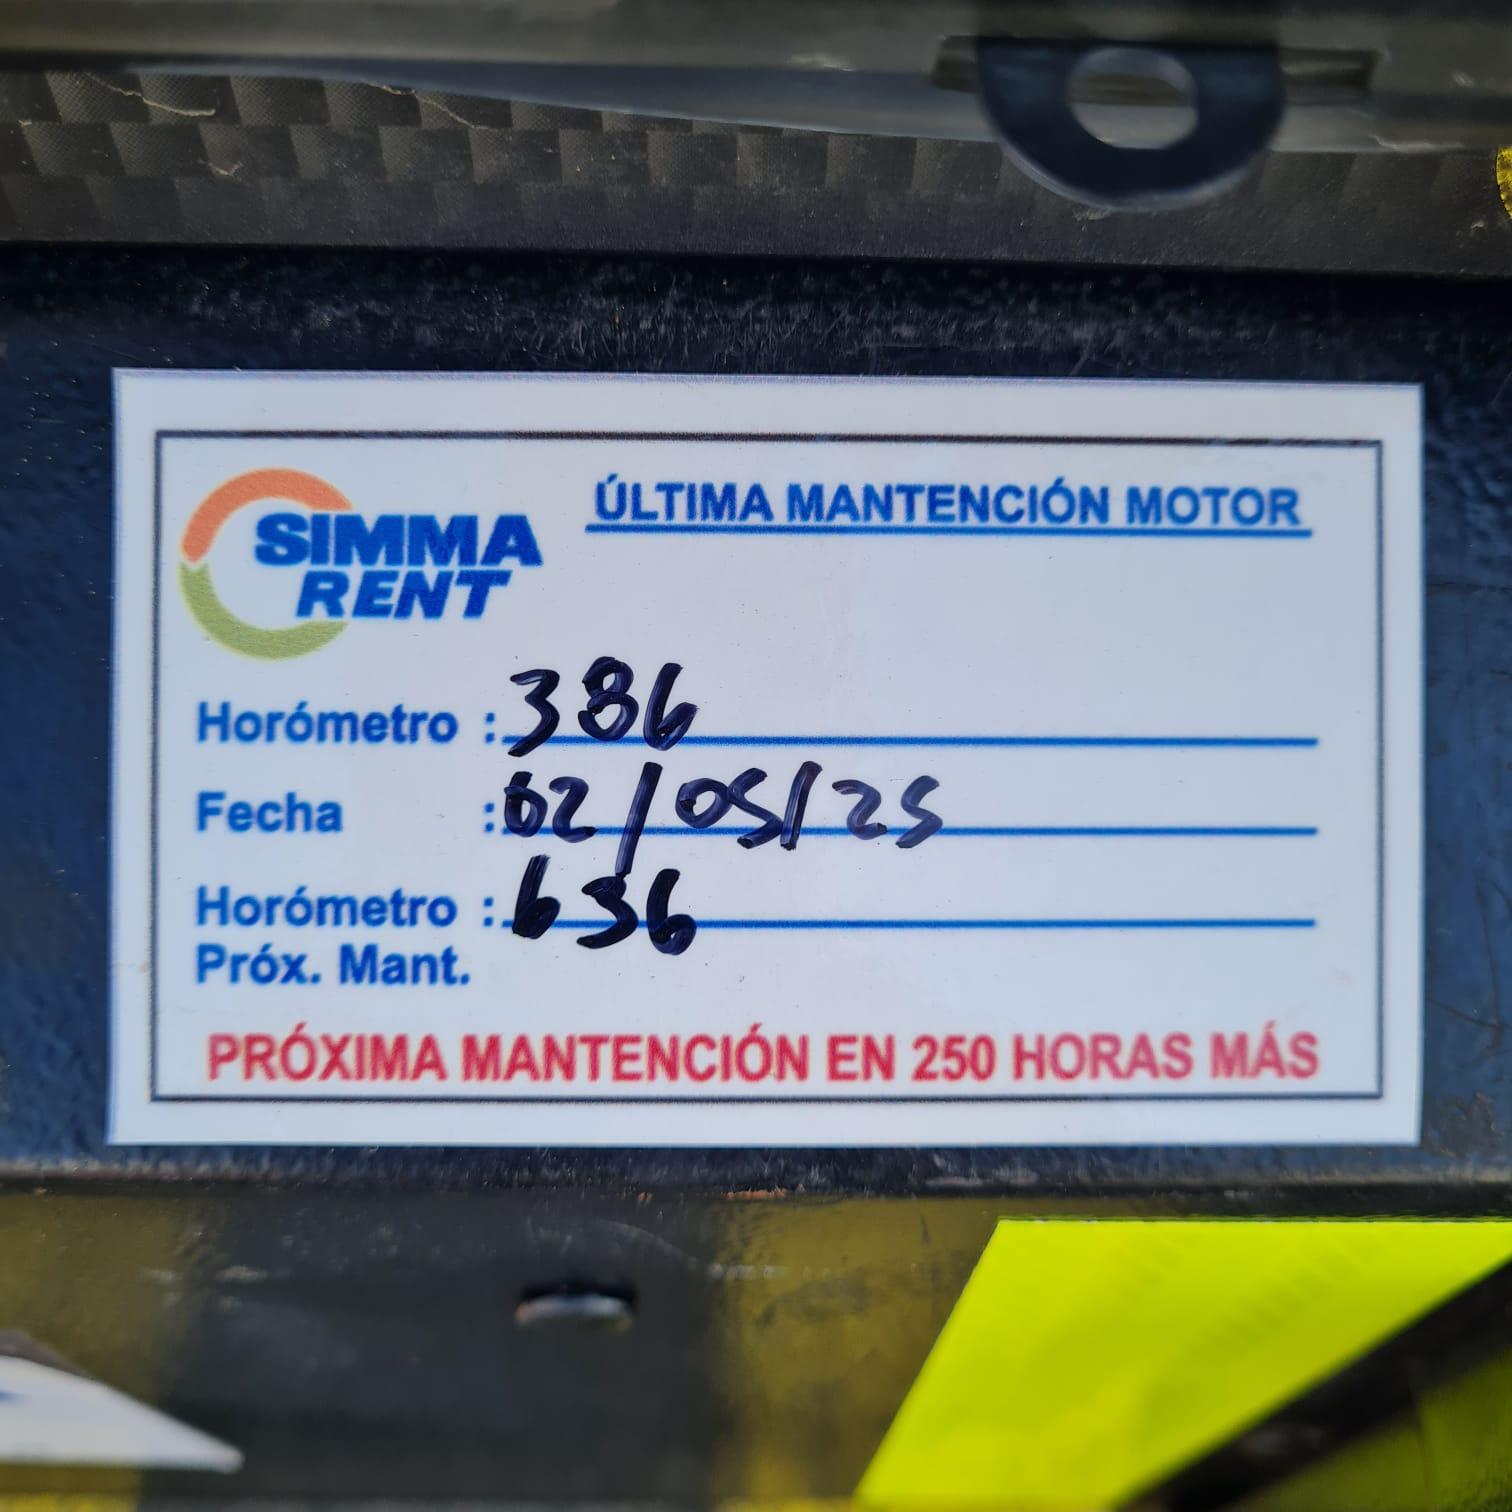 SIMMA
RENT
ÚLTIMA MANTENCIÓN MOTOR
Horómetro : 386
Fecha : 02/05/25
Horómetro : 636
Próx. Mant.
PRÓXIMA MANTENCIÓN EN 250 HORAS MÁS